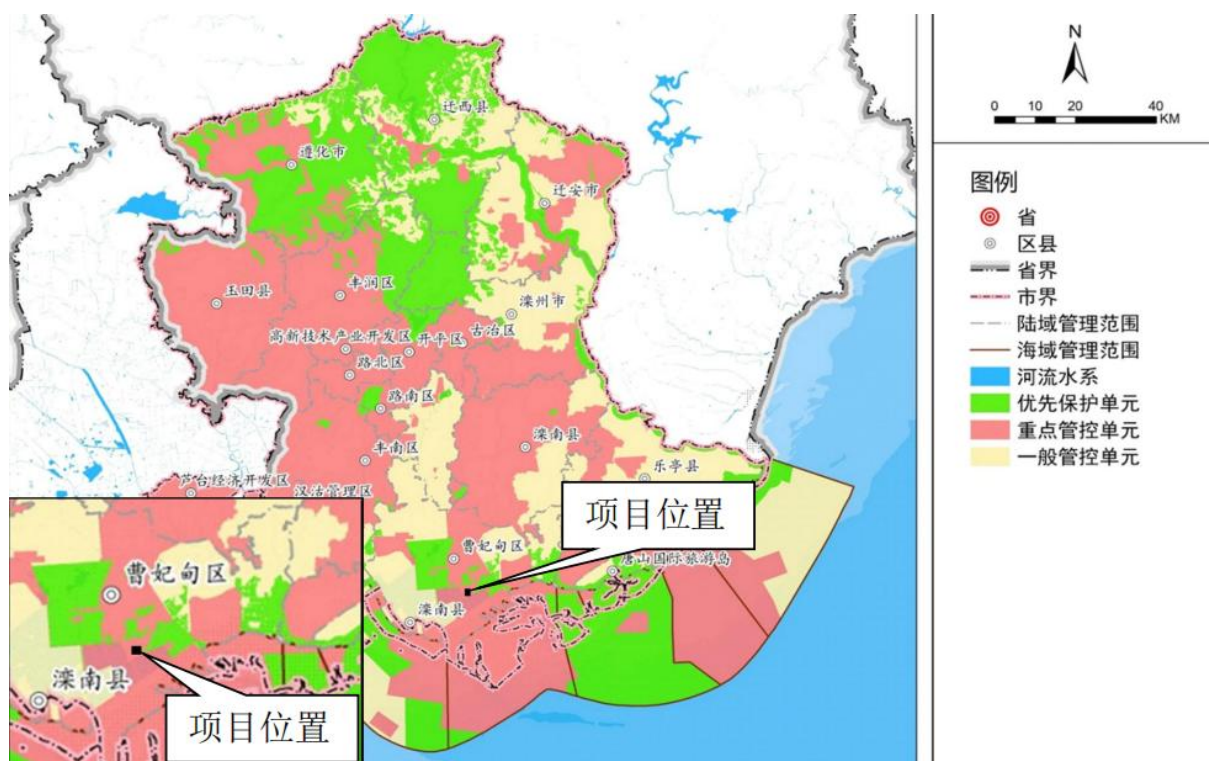 迁西县
遵化市
迁安市
丰润区
玉田县
滦州市
古冶区
高新技术产业开发区
开平区
路北区
路南区
滦南县
丰南区
乐亭县
芦台经济开发区
汉沽管理区
项目位置
曹妃甸区
唐山国际旅游岛
滦南县
曹妃甸区
滦南县
项目位置
N
0 10 20 40
KM
图例
省
区县
省界
市界
陆域管理范围
海域管理范围
河流水系
优先保护单元
重点管控单元
一般管控单元